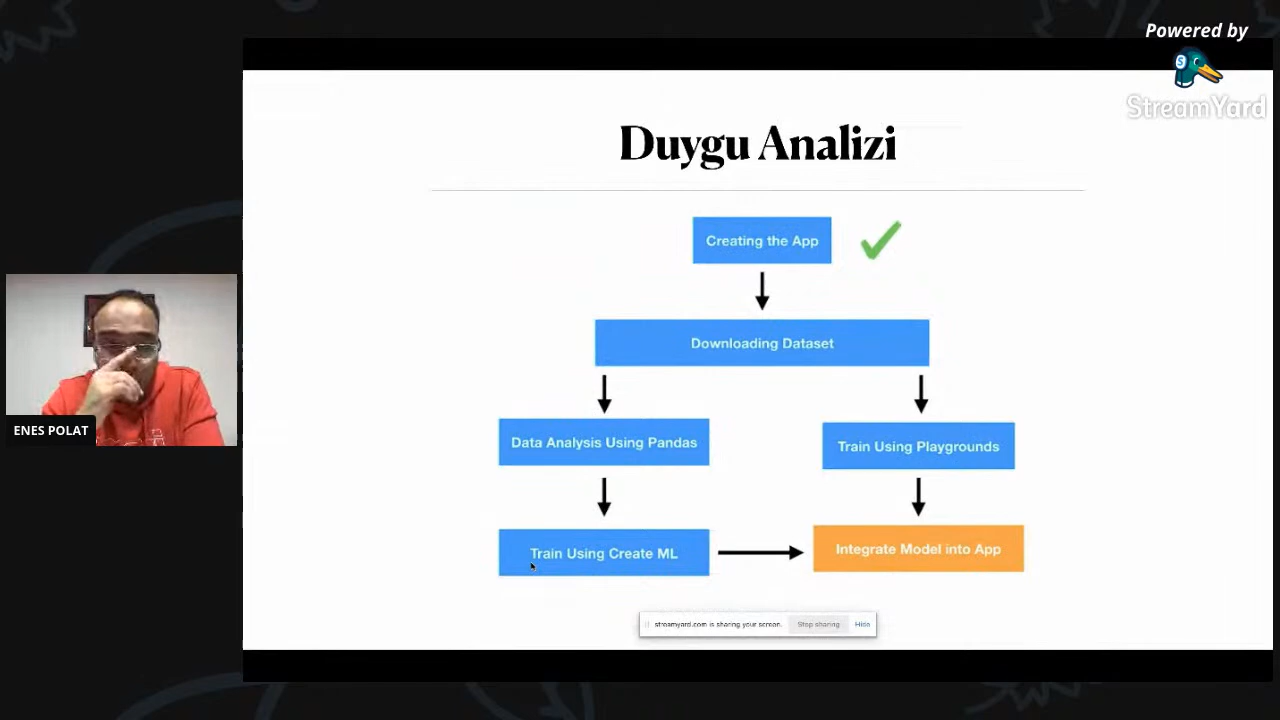 Powered by
StreamYard
Duygu Analizi
Creating the App
Downloading Dataset
Data Analysis Using Pandas
Train Using Playgrounds
Train Using Create ML
Integrate Model into App
ENES POLAT
streamyard.com is sharing your screen.
Stop sharing
Hide